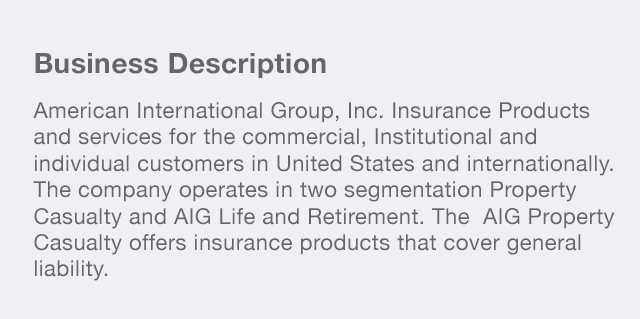 Business Description
American International Group, Inc. Insurance Products
and services for the commercial, Institutional and
individual customers in United States and internationally.
The company operates in two segmentation Property
Casualty and AIG Life and Retirement. The  AIG Property
Casualty offers insurance products that cover general
liability.